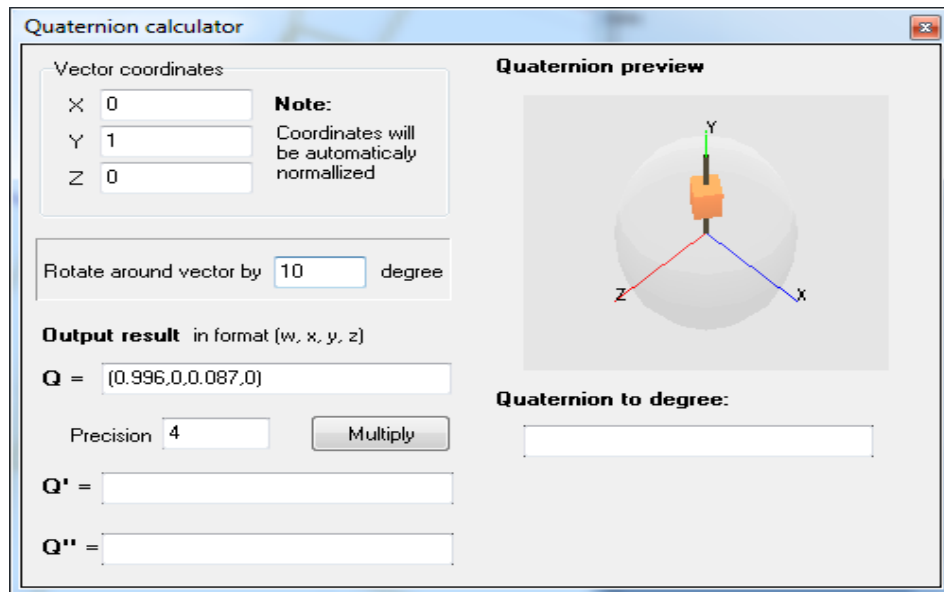 Quaternion calculator
Vector coordinates
X 0
Y 1
Z 0
Note:
Coordinates will
be automaticaly
normallized
Rotate around vector by 10 degree
Output result in format (w, x, y, z)
Q = (0.996,0,0.087,0)
Precision 4 Multiply
Q' =
Q'' =
Quaternion preview
Y
Z
X
Quaternion to degree: